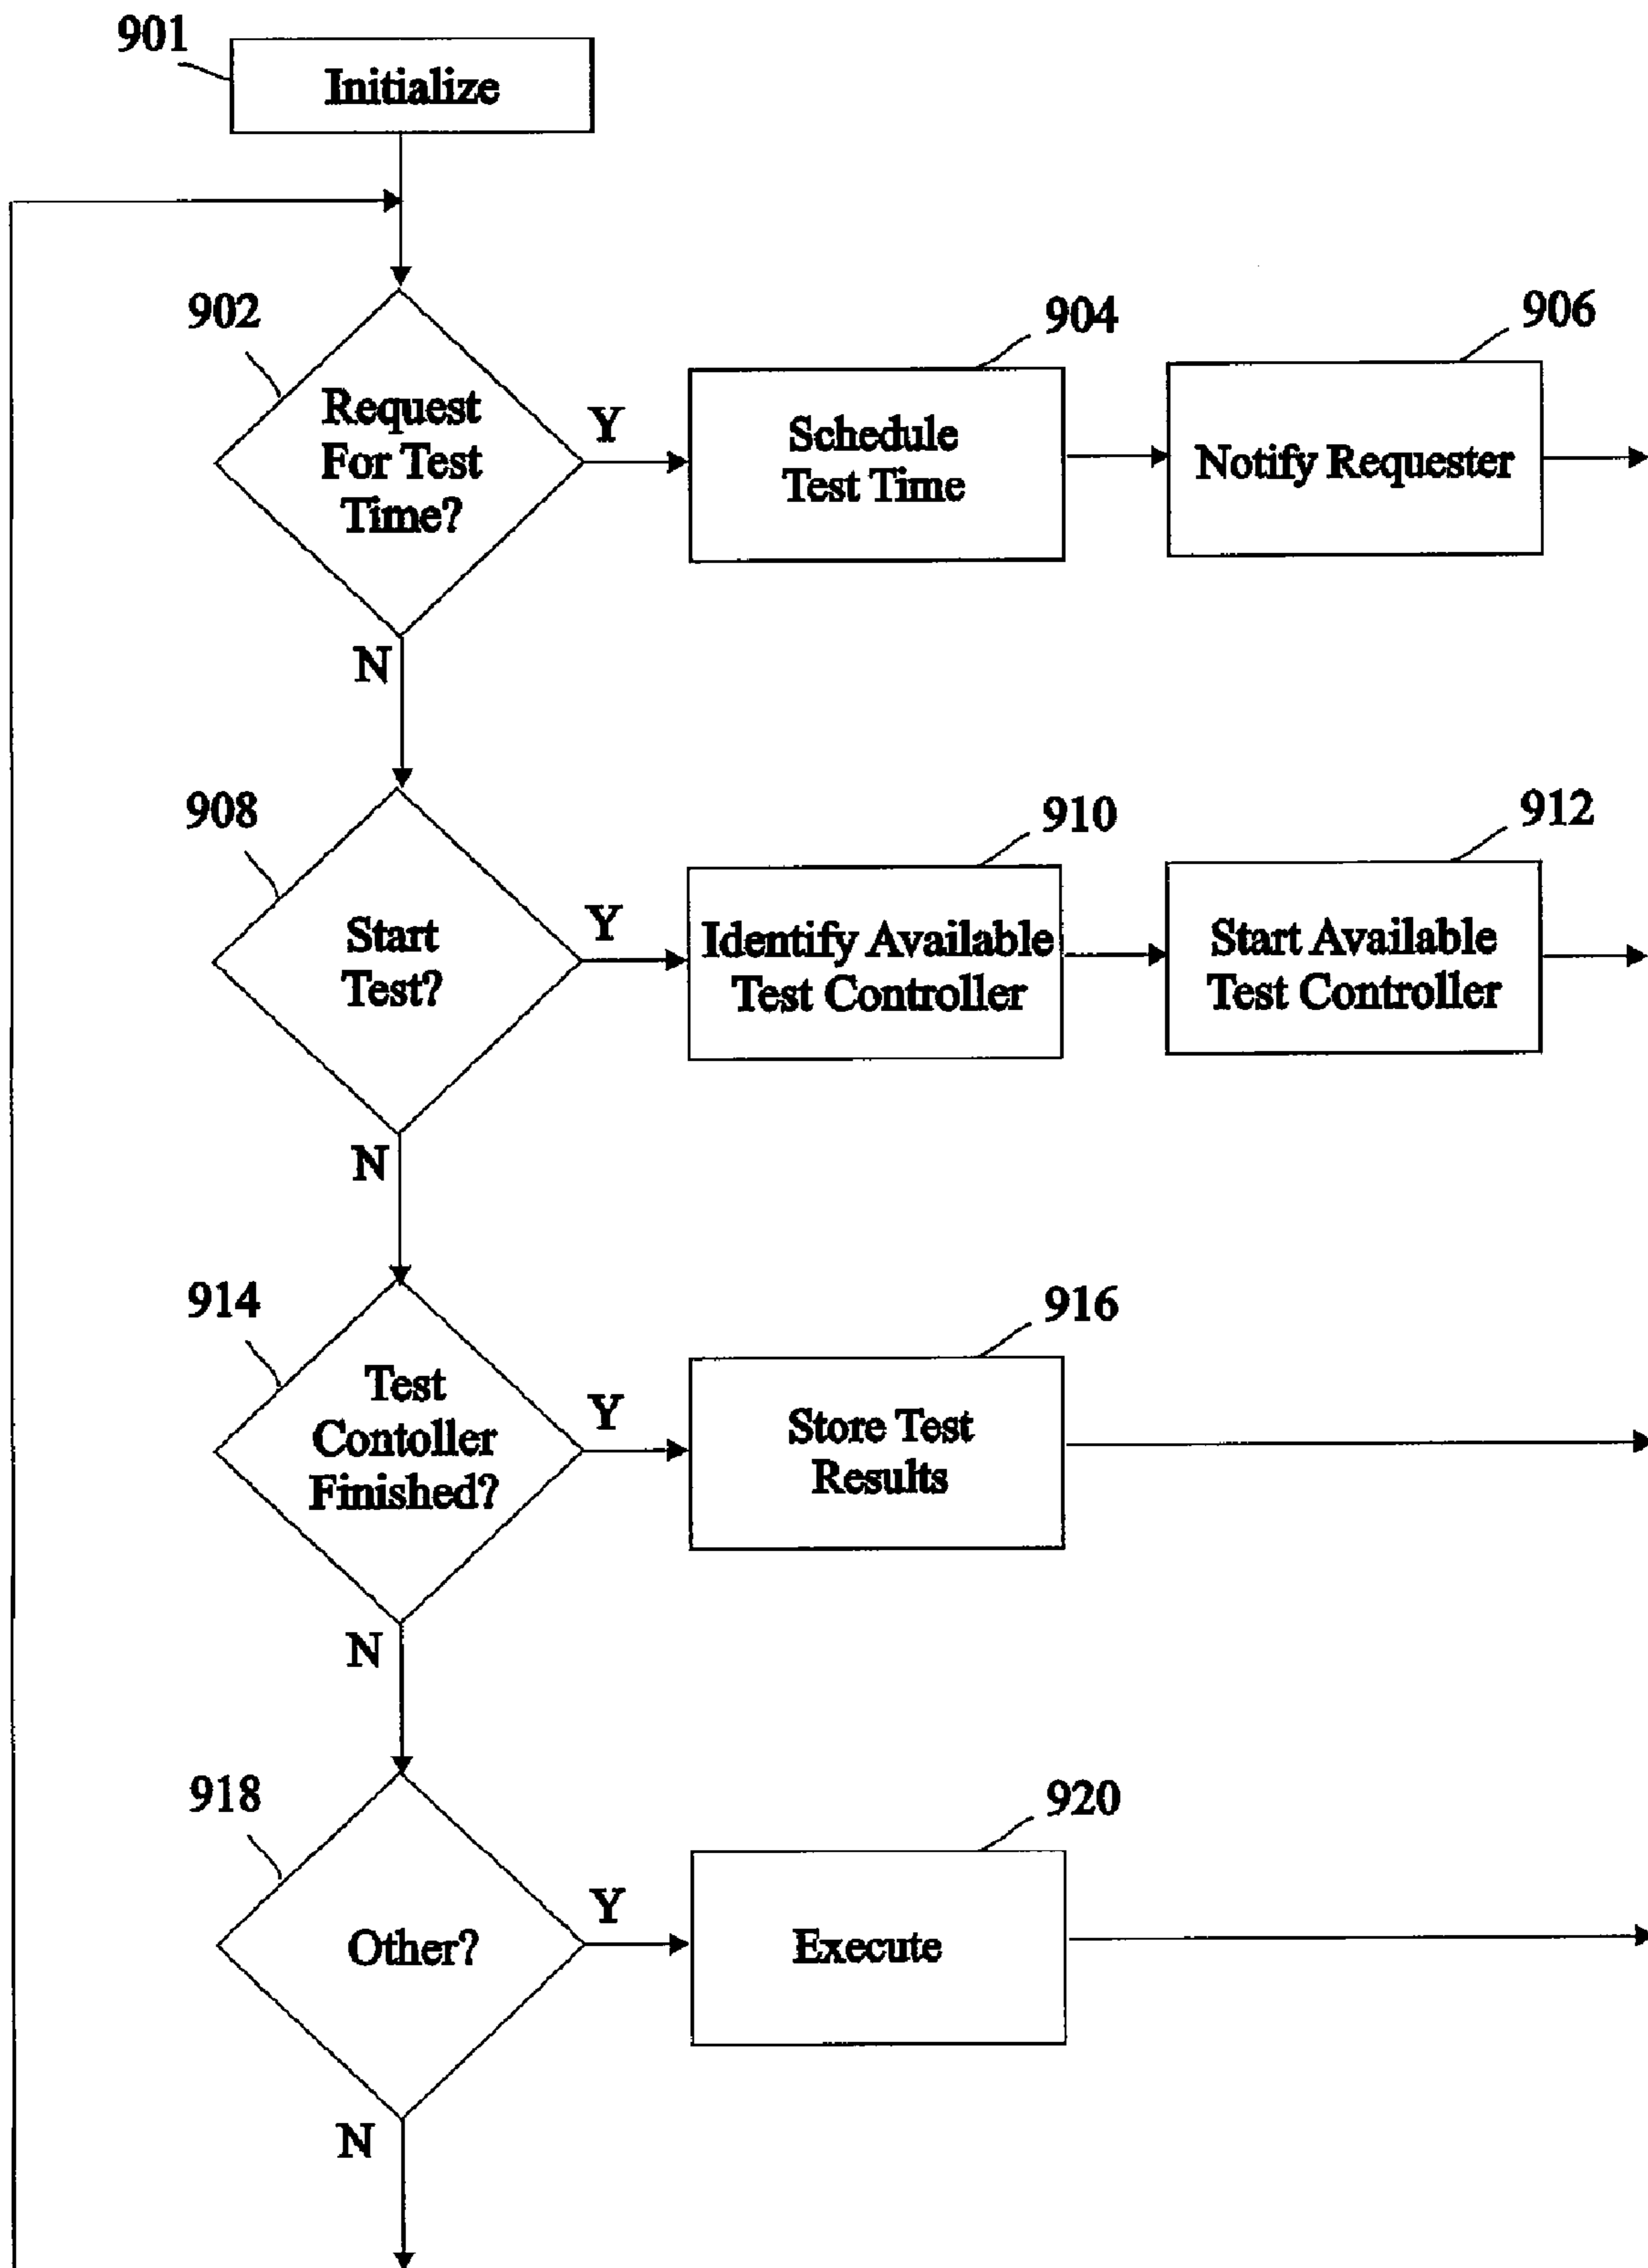 901
Initialize
902
Request
For Test
Time?
Y
904
Schedule
Test Time
906
Notify Requester
N
908
Start
Test?
Y
910
Identify Available
Test Controller
912
Start Available
Test Controller
N
914
Test
Contoller
Finished?
Y
916
Store Test
Results
N
918
Other?
Y
920
Execute
N